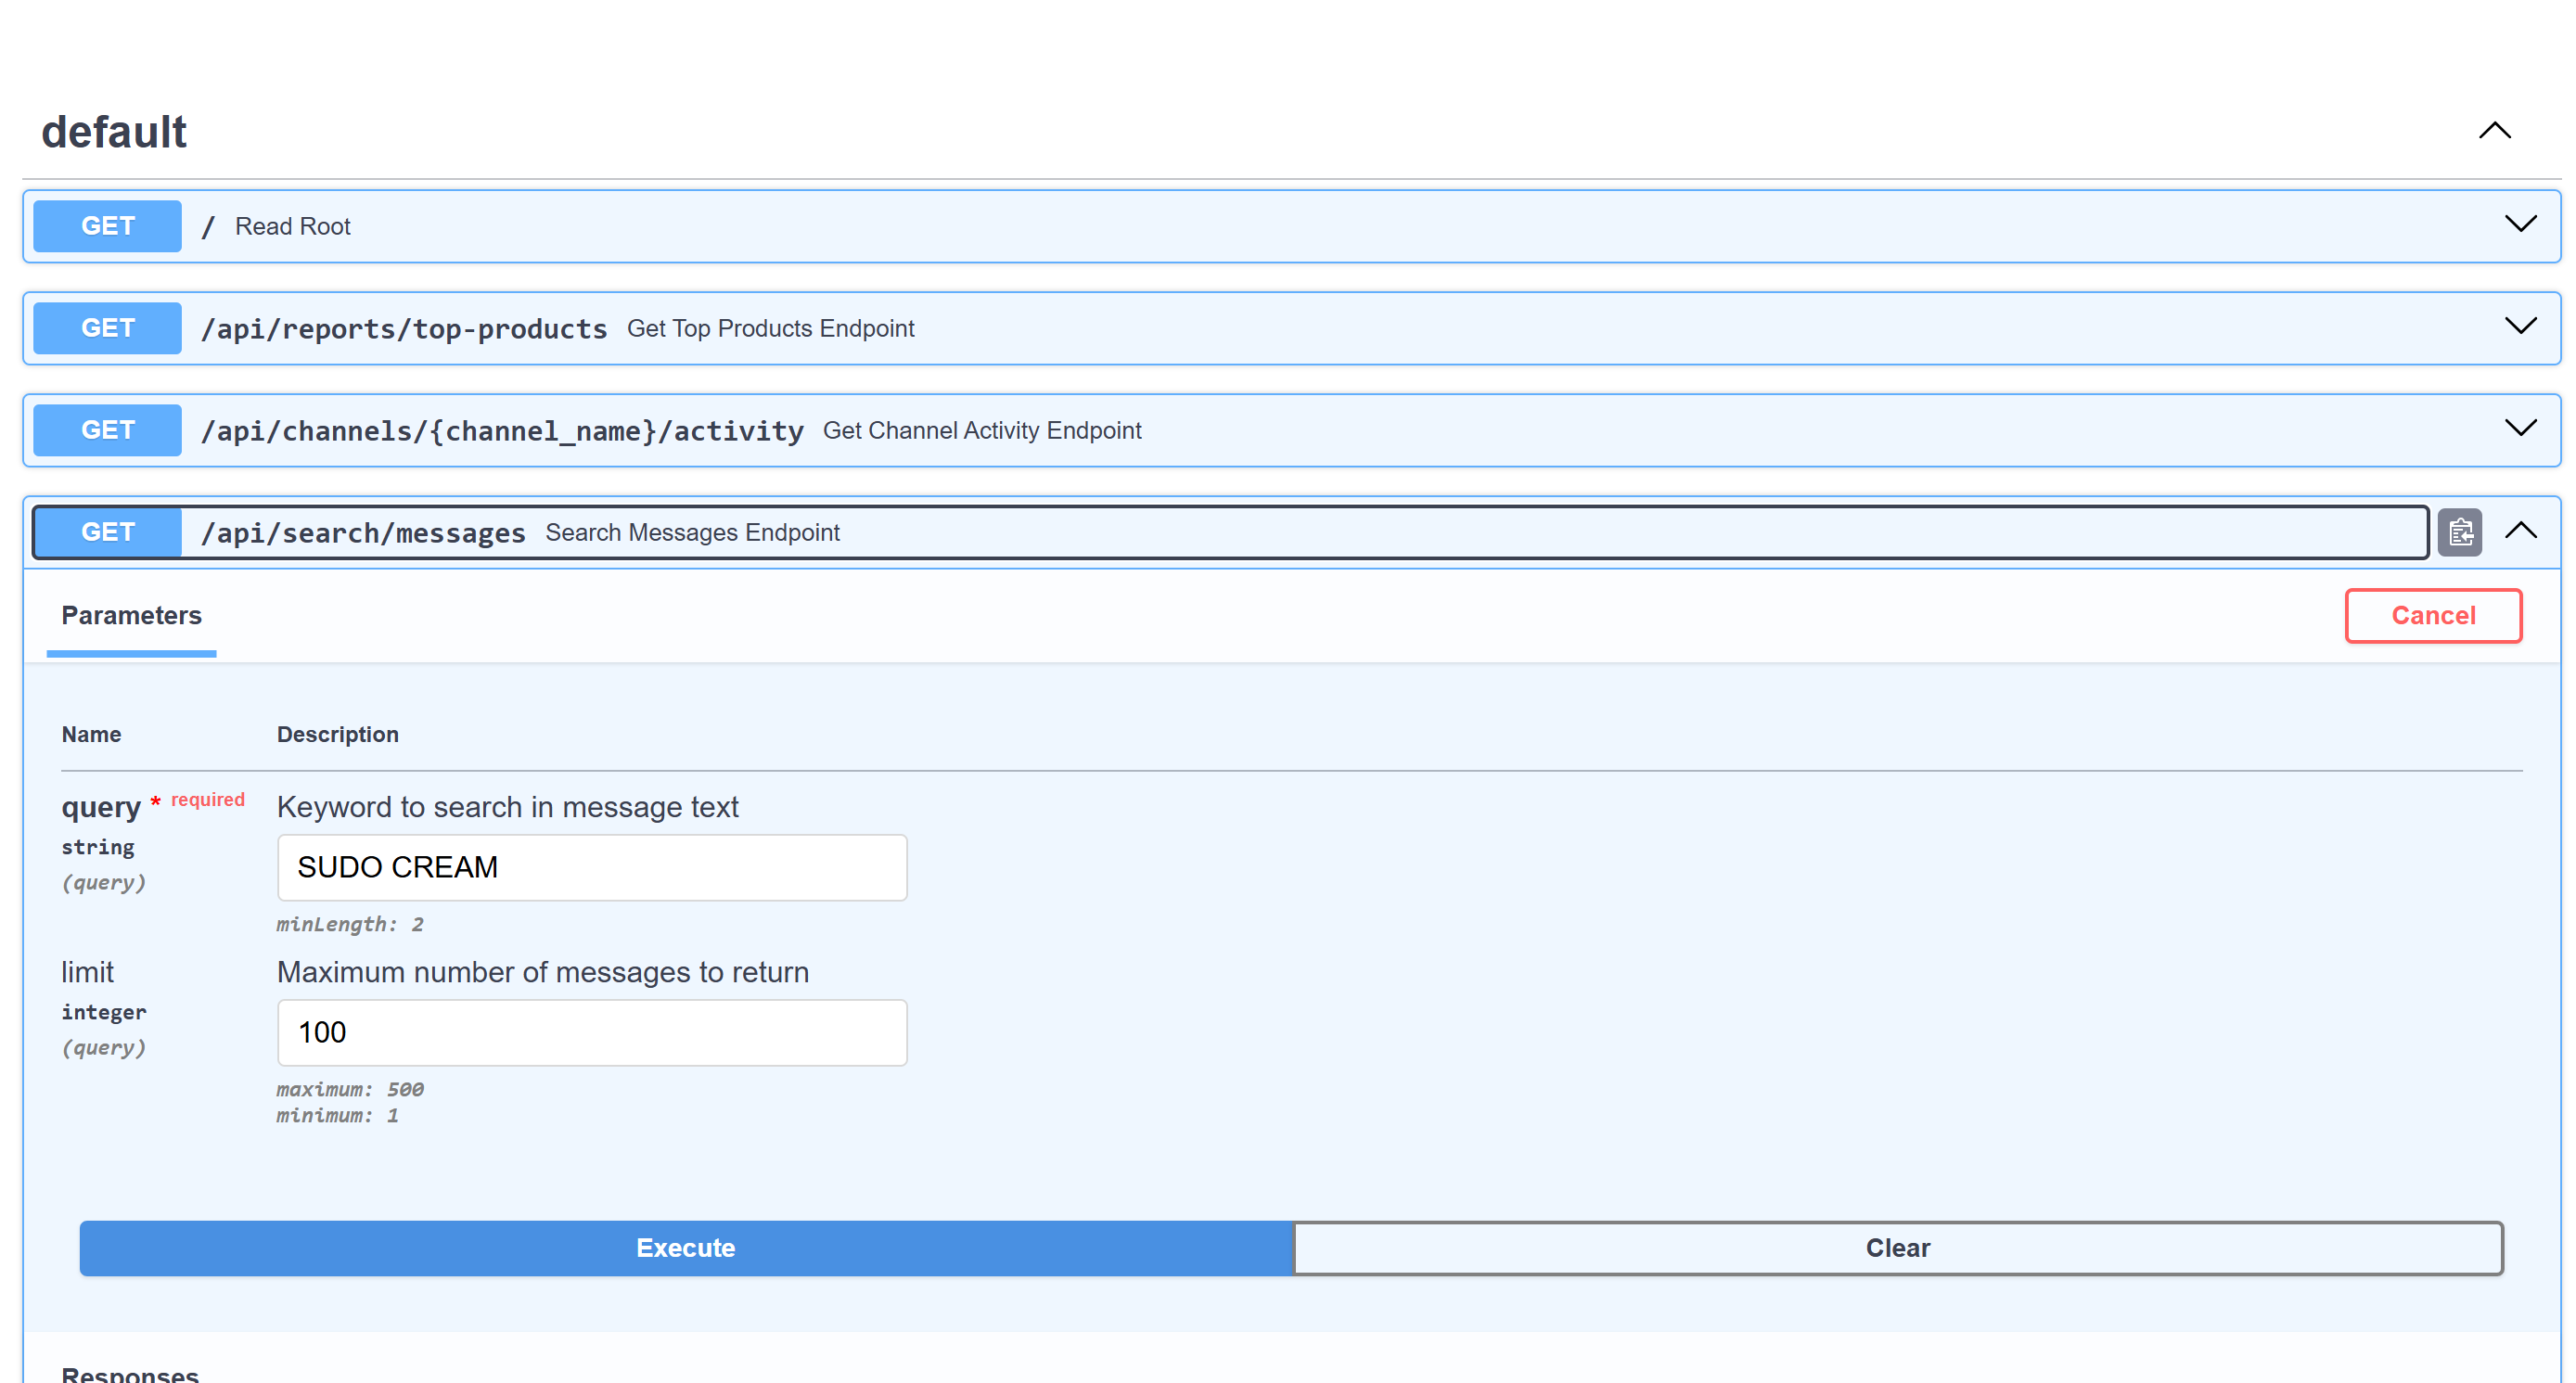 default
GET / Read Root
GET /api/reports/top-products Get Top Products Endpoint
GET /api/channels/{channel_name}/activity Get Channel Activity Endpoint
GET /api/search/messages Search Messages Endpoint
Parameters Cancel
Name Description
query * required Keyword to search in message text
string
SUDO CREAM
(query)
minLength: 2
limit Maximum number of messages to return
integer
100
(query)
maximum: 500
minimum: 1
Execute Clear
Responses